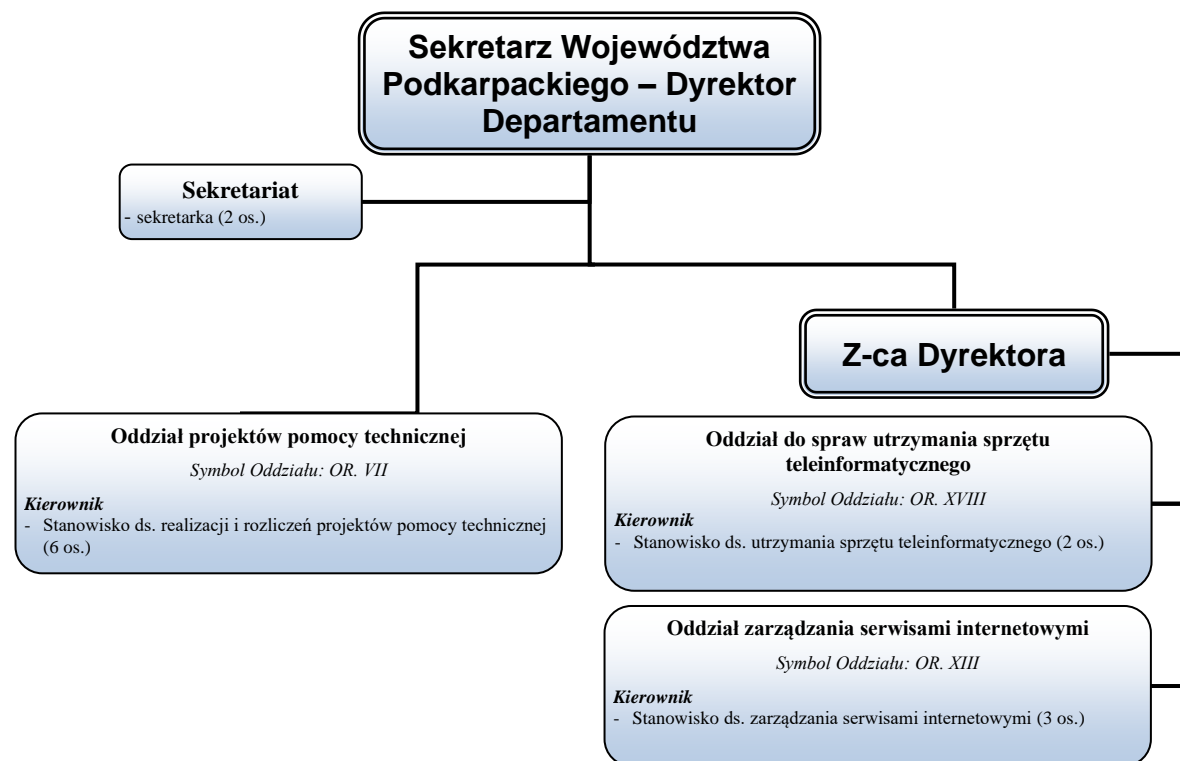 Sekretarz Województwa
Podkarpackiego – Dyrektor
Departamentu
Sekretariat
- sekretarka (2 os.)
Z-ca Dyrektora
Oddział projektów pomocy technicznej
Symbol Oddziału: OR. VII
Kierownik
- Stanowisko ds. realizacji i rozliczeń projektów pomocy technicznej
(6 os.)
Oddział do spraw utrzymania sprzętu
teleinformatycznego
Symbol Oddziału: OR. XVIII
Kierownik
- Stanowisko ds. utrzymania sprzętu teleinformatycznego (2 os.)
Oddział zarządzania serwisami internetowymi
Symbol Oddziału: OR. XIII
Kierownik
- Stanowisko ds. zarządzania serwisami internetowymi (3 os.)